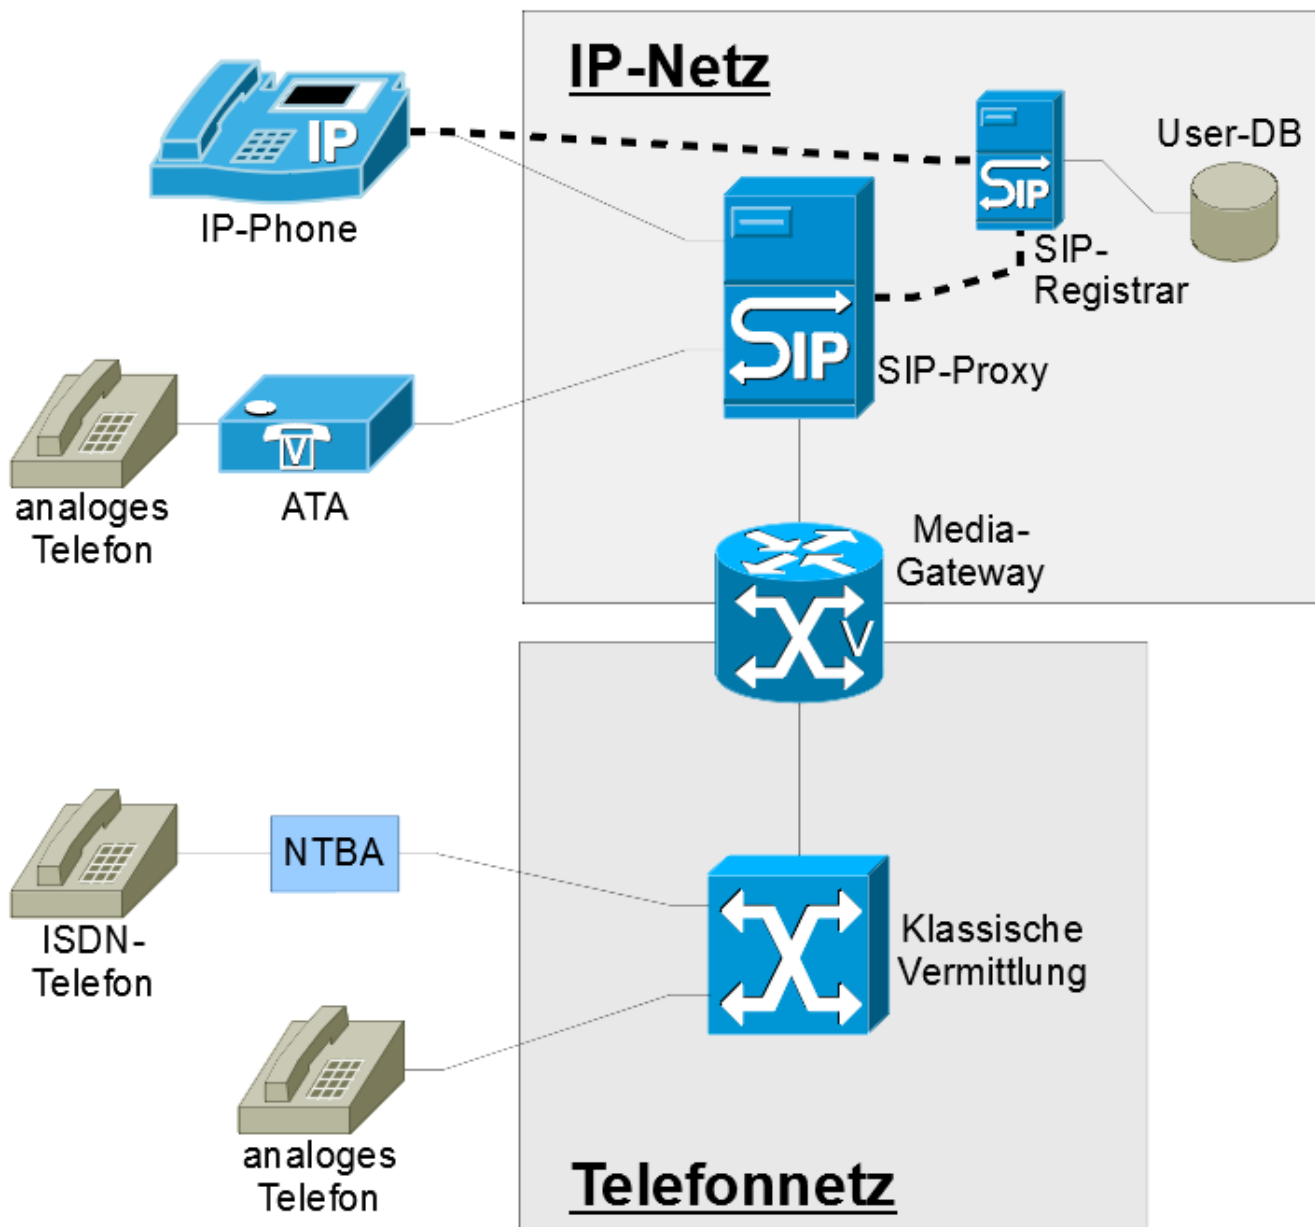 IP-Netz
User-DB
IP
IP-Phone
SIP
SIP-
Registrar
SIP
SIP-Proxy
V
analoges
Telefon
ATA
Media-
Gateway
V
NTBA
ISDN-
Telefon
Klassische
Vermittlung
analoges
Telefon
Telefonnetz